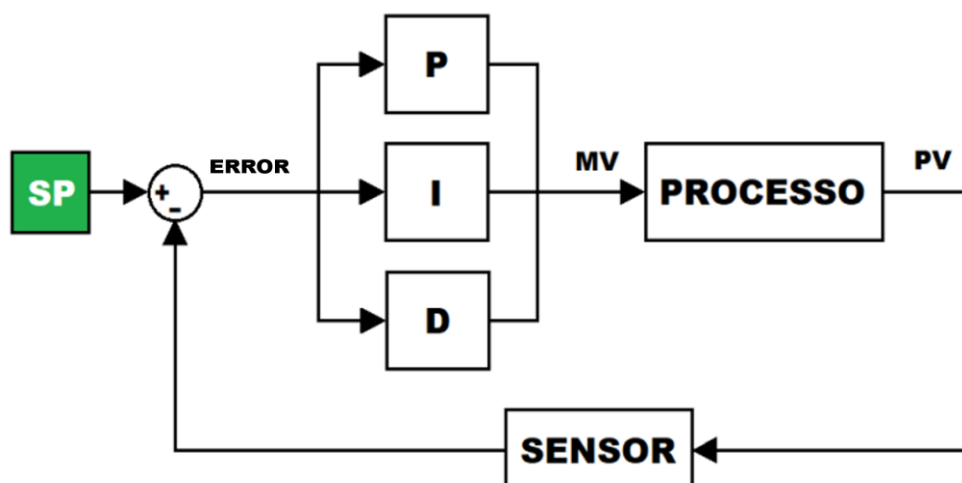 P
ERROR
MV
PV
SP
+
-
I
PROCESSO
D
SENSOR